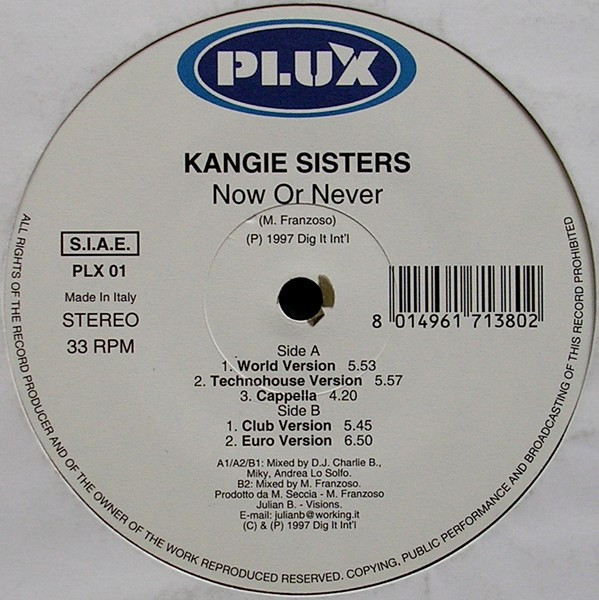 PLUX
KANGIE SISTERS
Now Or Never
(M. Franzoso)
(P) 1997 Dig It Int'l
S.I.A.E.
PLX 01
Made In Italy
STEREO
33 RPM
8 014961 713802
Side A
1. World Version 5.53
2. Technohouse Version 5.57
3. Cappella 4.20
Side B
1. Club Version 5.45
2. Euro Version 6.50
A1/A2/B1: Mixed by D.J. Charlie B.,
Miky, Andrea Lo Solfo.
B2: Mixed by M. Franzoso.
Prodotto da M. Seccia - M. Franzoso
Julian B. - Visions.
E-mail: julianb@working.it
(C) & (P) 1997 Dig It Int'l
ALL RIGHTS OF THE RECORD PRODUCER AND OF THE OWNER OF THE WORK REPRODUCED RESERVED. COPYING, PUBLIC PERFORMANCE AND BROADCASTING OF THIS RECORD PROHIBITED